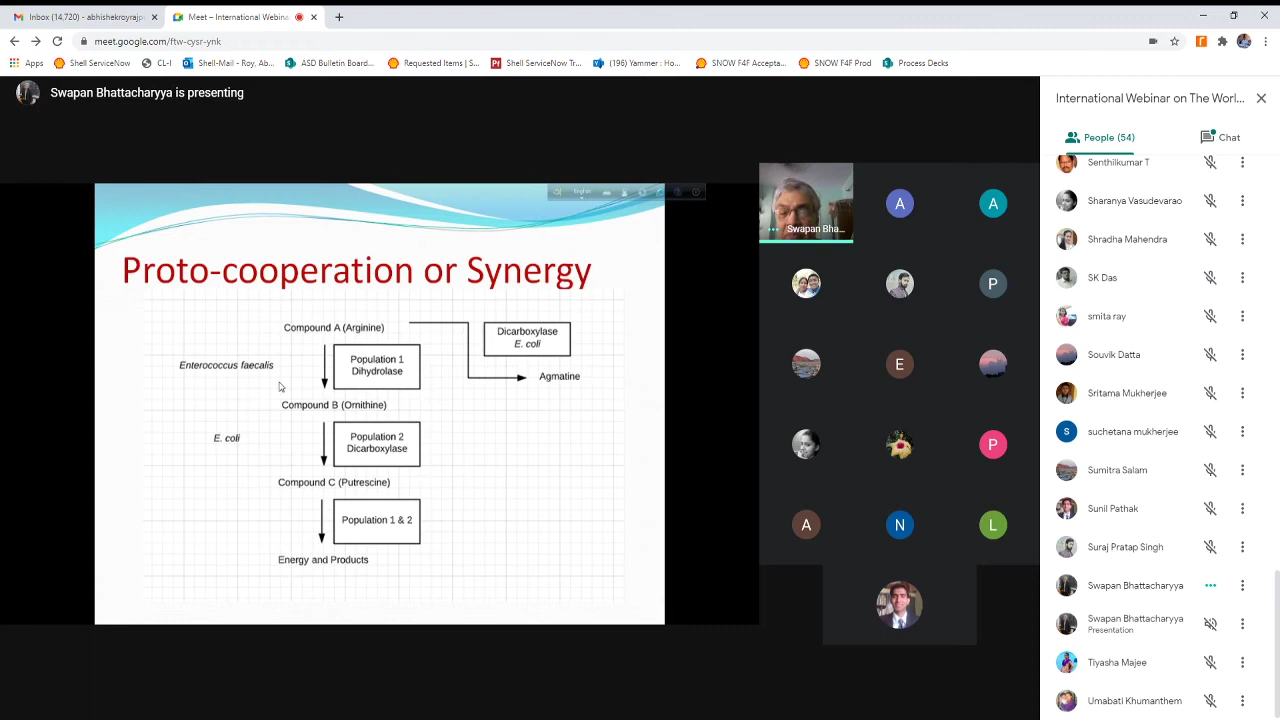 Inbox (14,720) - abhishekroyrajp
Meet – International Webina
meet.google.com/ftw-cysr-ynk
Apps
Shell ServiceNow
CL-I
Shell-Mail - Roy, Ab...
ASD Bulletin Board...
Requested Items | S...
Shell ServiceNow Tr...
(196) Yammer : Ho...
SNOW F4F Accepta...
SNOW F4F Prod
Process Decks
Swapan Bhattacharyya is presenting
English
Proto-cooperation or Synergy
Compound A (Arginine)
Dicarboxylase
E. coli
Enterococcus faecalis
Population 1
Dihydrolase
Agmatine
Compound B (Ornithine)
E. coli
Population 2
Dicarboxylase
Compound C (Putrescine)
Population 1 & 2
Energy and Products
Swapan Bha...
A
A
P
E
P
A
N
L
International Webinar on The Worl...
People (54)
Chat
Senthilkumar T
Sharanya Vasudevarao
Shradha Mahendra
SK Das
smita ray
Souvik Datta
Sritama Mukherjee
s
suchetana mukherjee
Sumitra Salam
Sunil Pathak
Suraj Pratap Singh
Swapan Bhattacharyya
Swapan Bhattacharyya
Presentation
Tiyasha Majee
Umabati Khumanthem